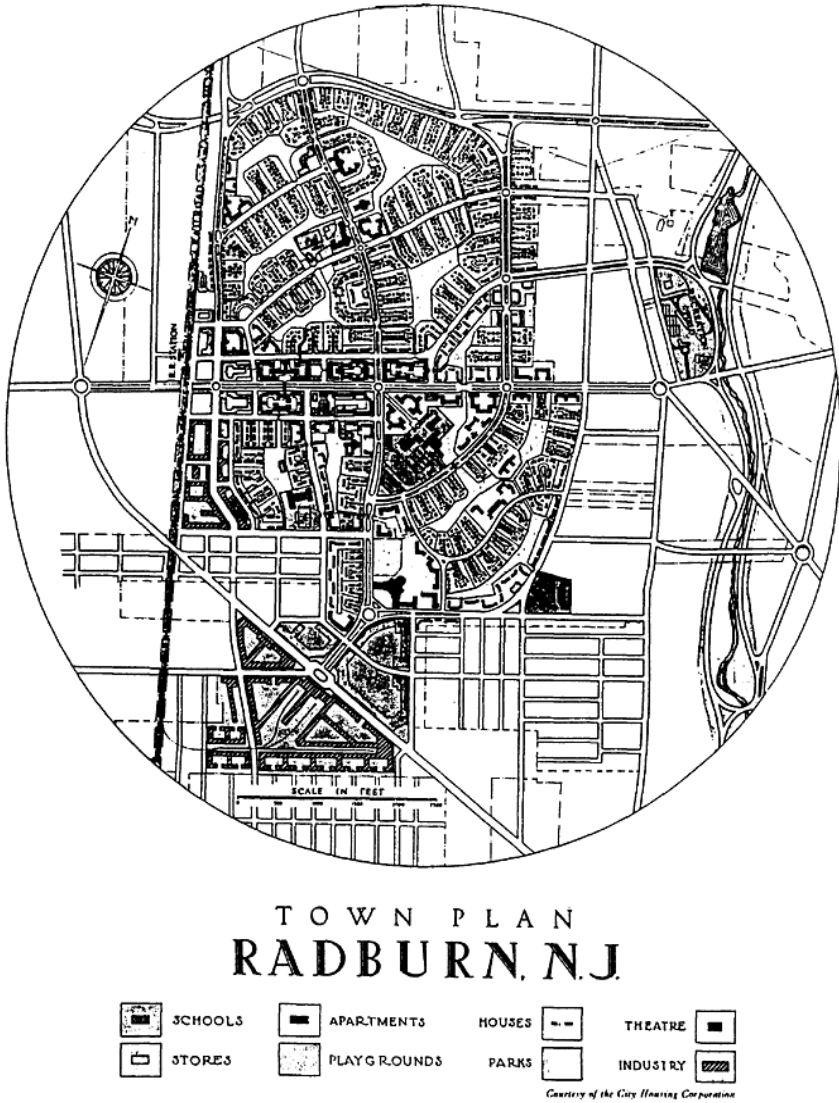 N
R.R. STATION
SCALE IN FEET
TOWN PLAN
RADBURN, N.J.
SCHOOLS
APARTMENTS
HOUSES
THEATRE
STORES
PLAYGROUNDS
PARKS
INDUSTRY
Courtesy of the City Housing Corporation